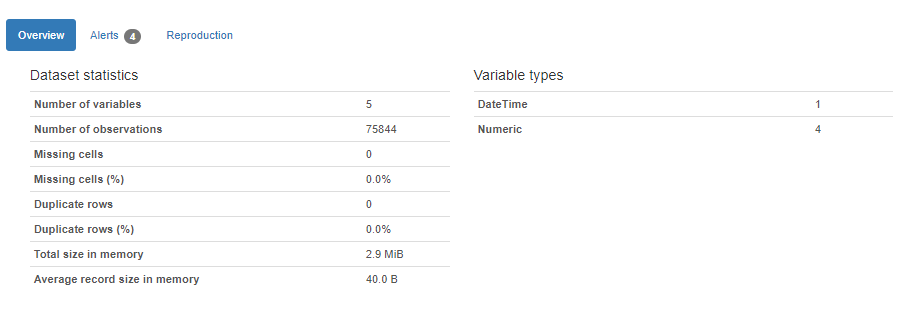 Overview Alerts 4 Reproduction
Dataset statistics
Number of variables 5
Number of observations 75844
Missing cells 0
Missing cells (%) 0.0%
Duplicate rows 0
Duplicate rows (%) 0.0%
Total size in memory 2.9 MiB
Average record size in memory 40.0 B
Variable types
DateTime 1
Numeric 4